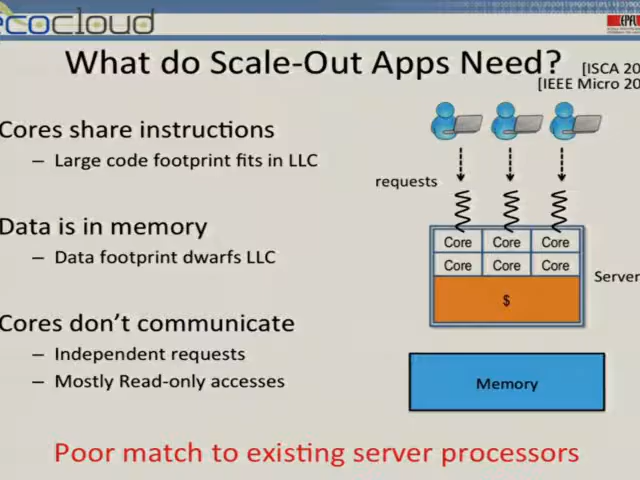 ecocloud
EPFL
What do Scale-Out Apps Need?
[ISCA 20
[IEEE Micro 20
Cores share instructions
– Large code footprint fits in LLC
Data is in memory
– Data footprint dwarfs LLC
Cores don't communicate
– Independent requests
– Mostly Read-only accesses
requests
Core Core Core
Core Core Core
$
Server
Memory
Poor match to existing server processors